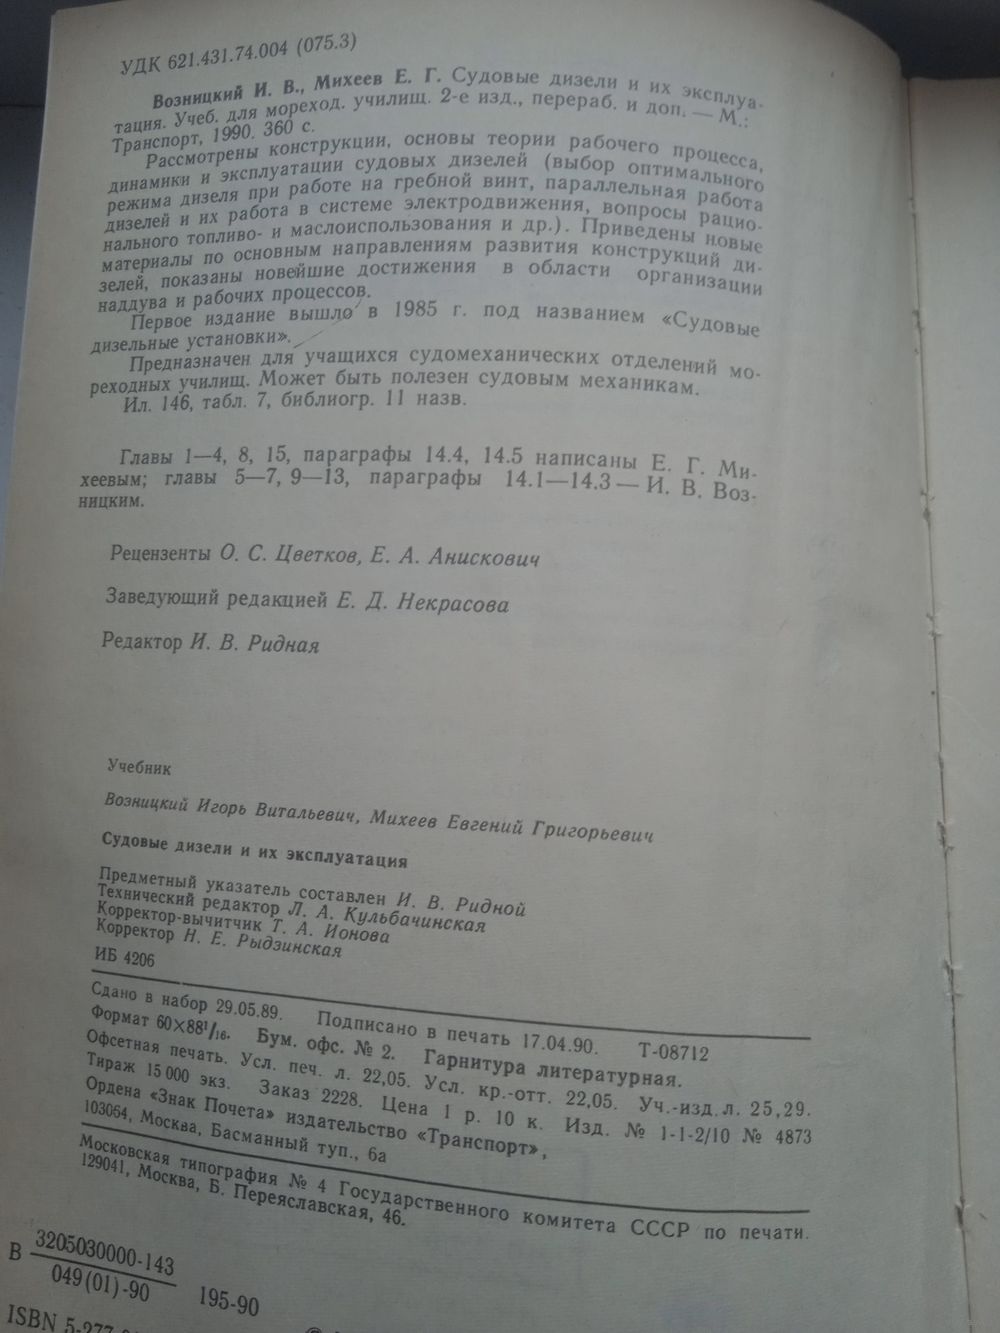 УДК 621.431.74.004 (075.3)
Возницкий И. В., Михеев Е. Г. Судовые дизели и их эксплуа-
тация. Учеб. для мореход. училищ. 2-е изд., перераб. и доп. — М.:
Транспорт, 1990. 360 с.
Рассмотрены конструкции, основы теории рабочего процесса,
динамики и эксплуатации судовых дизелей (выбор оптимального
режима дизеля при работе на гребной винт, параллельная работа
дизелей и их работа в системе электродвижения, вопросы рацио-
нального топливо- и маслоиспользования и др.). Приведены новые
материалы по основным направлениям развития конструкций ди-
зелей, показаны новейшие достижения в области организации
наддува и рабочих процессов.
Первое издание вышло в 1985 г. под названием «Судовые
дизельные установки».
Предназначен для учащихся судомеханических отделений мо-
реходных училищ. Может быть полезен судовым механикам.
Ил. 146, табл. 7, библиогр. 11 назв.
Главы 1—4, 8, 15, параграфы 14.4, 14.5 написаны Е. Г. Ми-
хеевым; главы 5—7, 9—13, параграфы 14.1—14.3 — И. В. Воз-
ницким.
Рецензенты О. С. Цветков, Е. А. Анискович
Заведующий редакцией Е. Д. Некрасова
Редактор И. В. Ридная
Учебник
Возницкий Игорь Витальевич, Михеев Евгений Григорьевич
Судовые дизели и их эксплуатация
Предметный указатель составлен И. В. Ридной
Технический редактор Л. А. Кульбачинская
Корректор-вычитчик Т. А. Ионова
Корректор Н. Е. Рыдзинская
ИБ 4206
Сдано в набор 29.05.89. Подписано в печать 17.04.90. Т-08712
Формат 60×88¹/₁₆. Бум. офс. № 2. Гарнитура литературная.
Офсетная печать. Усл. печ. л. 22,05. Усл. кр.-отт. 22,05. Уч.-изд. л. 25,29.
Тираж 15 000 экз. Заказ 2228. Цена 1 р. 10 к. Изд. № 1-1-2/10 № 4873
Ордена «Знак Почета» издательство «Транспорт»,
103064, Москва, Басманный туп., 6а
Московская типография № 4 Государственного комитета СССР по печати.
129041, Москва, Б. Переяславская, 46.
В 3205030000-143
049(01)-90 195-90
ISBN 5-277-